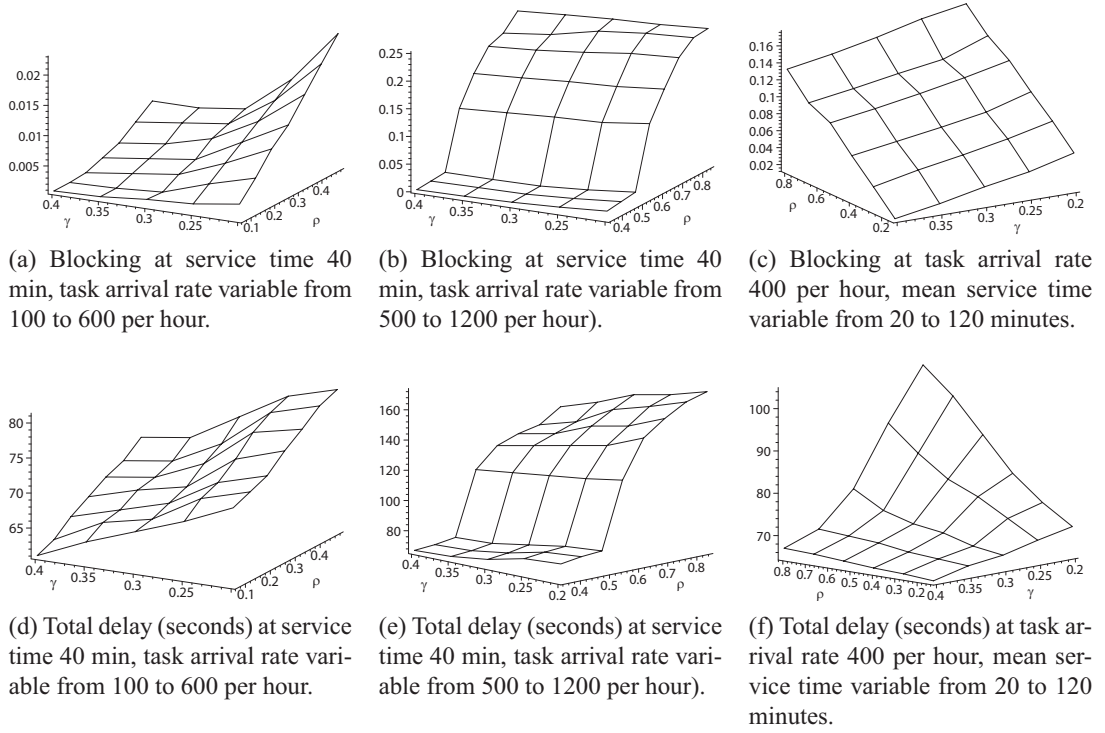 0.02
0.015
0.01
0.005
0.4
γ
0.35
0.3
0.25
0.1
0.2
0.3
0.4
ρ
(a) Blocking at service time 40
min, task arrival rate variable from
100 to 600 per hour.
0.25
0.2
0.15
0.1
0.05
0
0.4
γ
0.35
0.3
0.25
0.4
0.5
0.6
0.7
0.8
ρ
(b) Blocking at service time 40
min, task arrival rate variable from
500 to 1200 per hour).
0.16
0.14
0.12
0.1
0.08
0.06
0.04
0.02
0.8
0.6
ρ
0.4
0.2
0.35
0.3
γ
0.25
0.2
(c) Blocking at task arrival rate
400 per hour, mean service time
variable from 20 to 120 minutes.
80
75
70
65
0.4
γ
0.35
0.3
0.25
0.1
0.2
0.3
0.4
ρ
(d) Total delay (seconds) at service
time 40 min, task arrival rate vari-
able from 100 to 600 per hour.
160
140
120
100
80
0.4
γ
0.35
0.3
0.25
0.2
0.4
0.5
0.6
0.7
0.8
ρ
(e) Total delay (seconds) at service
time 40 min, task arrival rate vari-
able from 500 to 1200 per hour).
100
90
80
70
0.8
0.7
0.6
ρ
0.5
0.4
0.3
0.2
0.4
0.35
0.3
γ
0.25
0.2
(f) Total delay (seconds) at task ar-
rival rate 400 per hour, mean ser-
vice time variable from 20 to 120
minutes.